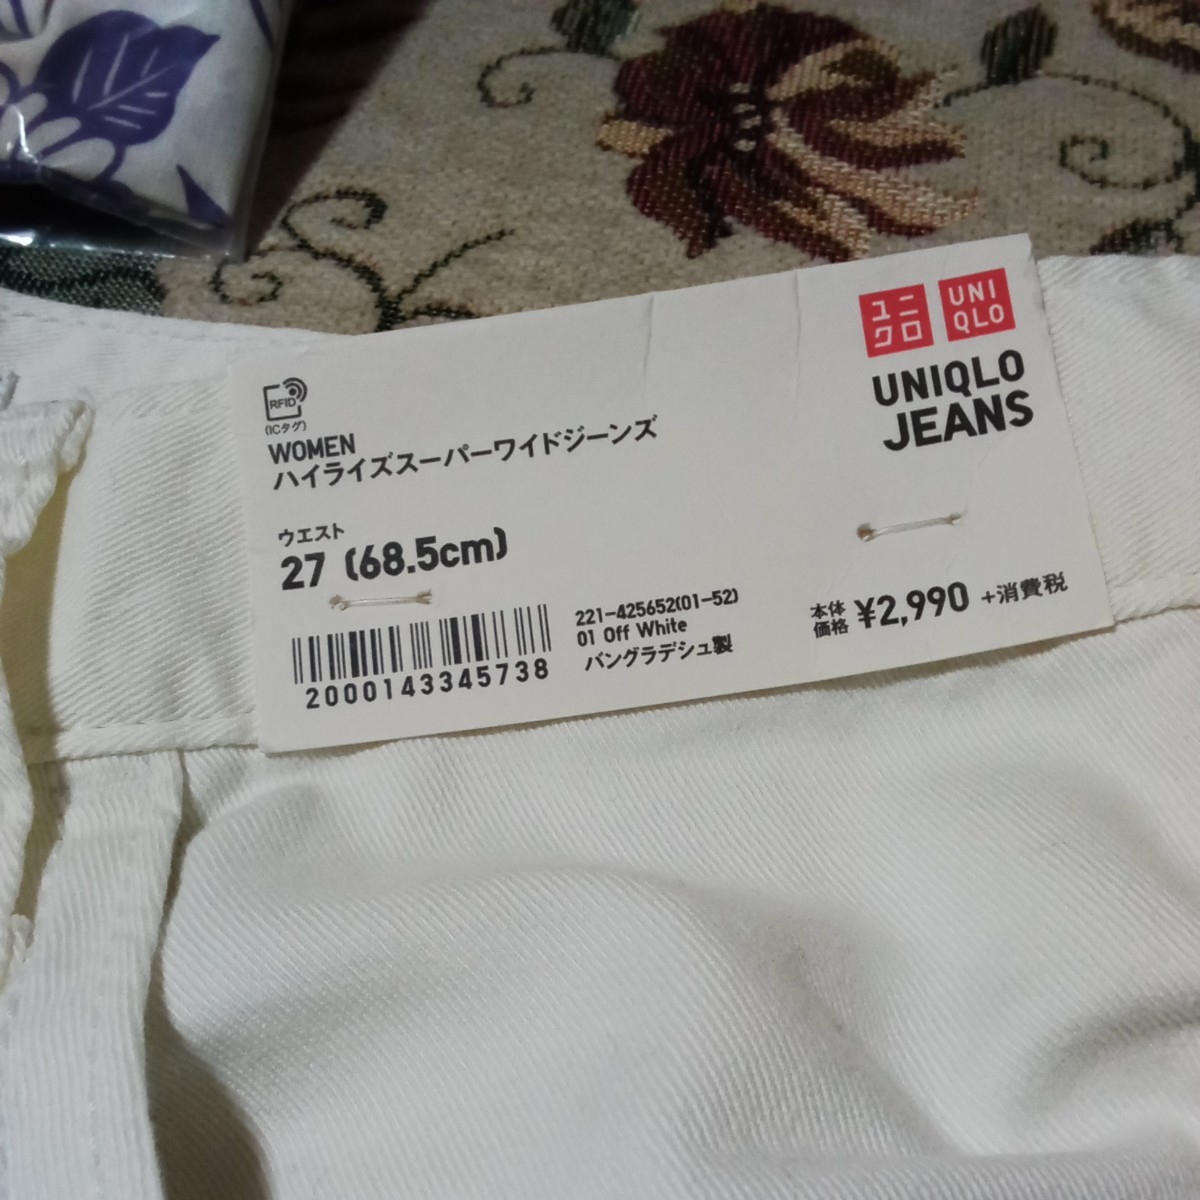 RFID
(ICタグ)
WOMEN
ハイライズスーパーワイドジーンズ
ウエスト
27 (68.5cm)
2000143345738
221-425652(01-52)
01 Off White
バングラデシュ製
ユニ
クロ
UNI
QLO
UNIQLO
JEANS
本体
価格 ¥2,990 +消費税